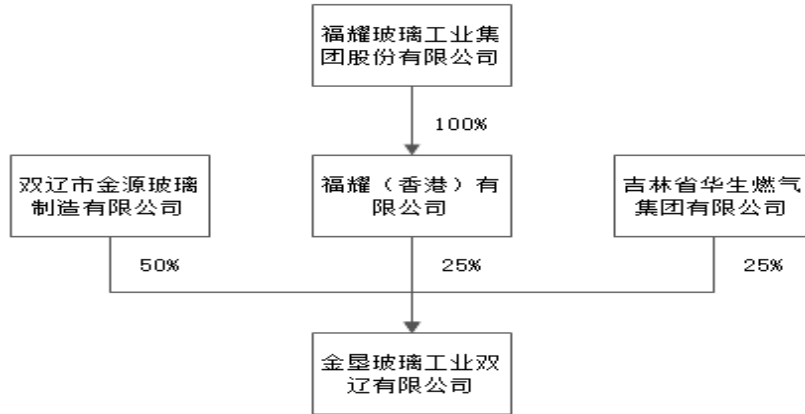 福耀玻璃工业集
团股份有限公司
100%
双辽市金源玻璃
制造有限公司
福耀（香港）有
限公司
吉林省华生燃气
集团有限公司
50%
25%
25%
金垦玻璃工业双
辽有限公司